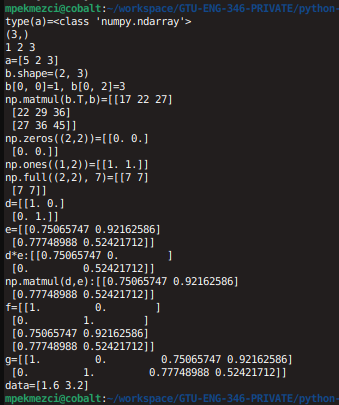 mpekmezci@cobalt:~/workspace/GTU-ENG-346-PRIVATE/python-
type(a)=<class 'numpy.ndarray'>
(3,)
1 2 3
a=[5 2 3]
b.shape=(2, 3)
b[0, 0]=1, b[0, 2]=3
np.matmul(b.T,b)=[[17 22 27]
 [22 29 36]
 [27 36 45]]
np.zeros((2,2))=[[0. 0.]
 [0. 0.]]
np.ones((1,2))=[[1. 1.]]
np.full((2,2), 7)=[[7 7]
 [7 7]]
d=[[1. 0.]
 [0. 1.]]
e=[[0.75065747 0.92162586]
 [0.77748988 0.52421712]]
d*e:[[0.75065747 0.        ]
 [0.         0.52421712]]
np.matmul(d,e):[[0.75065747 0.92162586]
 [0.77748988 0.52421712]]
f=[[1.         0.        ]
 [0.         1.        ]
 [0.75065747 0.92162586]
 [0.77748988 0.52421712]]
g=[[1.         0.         0.75065747 0.92162586]
 [0.         1.         0.77748988 0.52421712]]
data=[1.6 3.2]
mpekmezci@cobalt:~/workspace/GTU-ENG-346-PRIVATE/python-